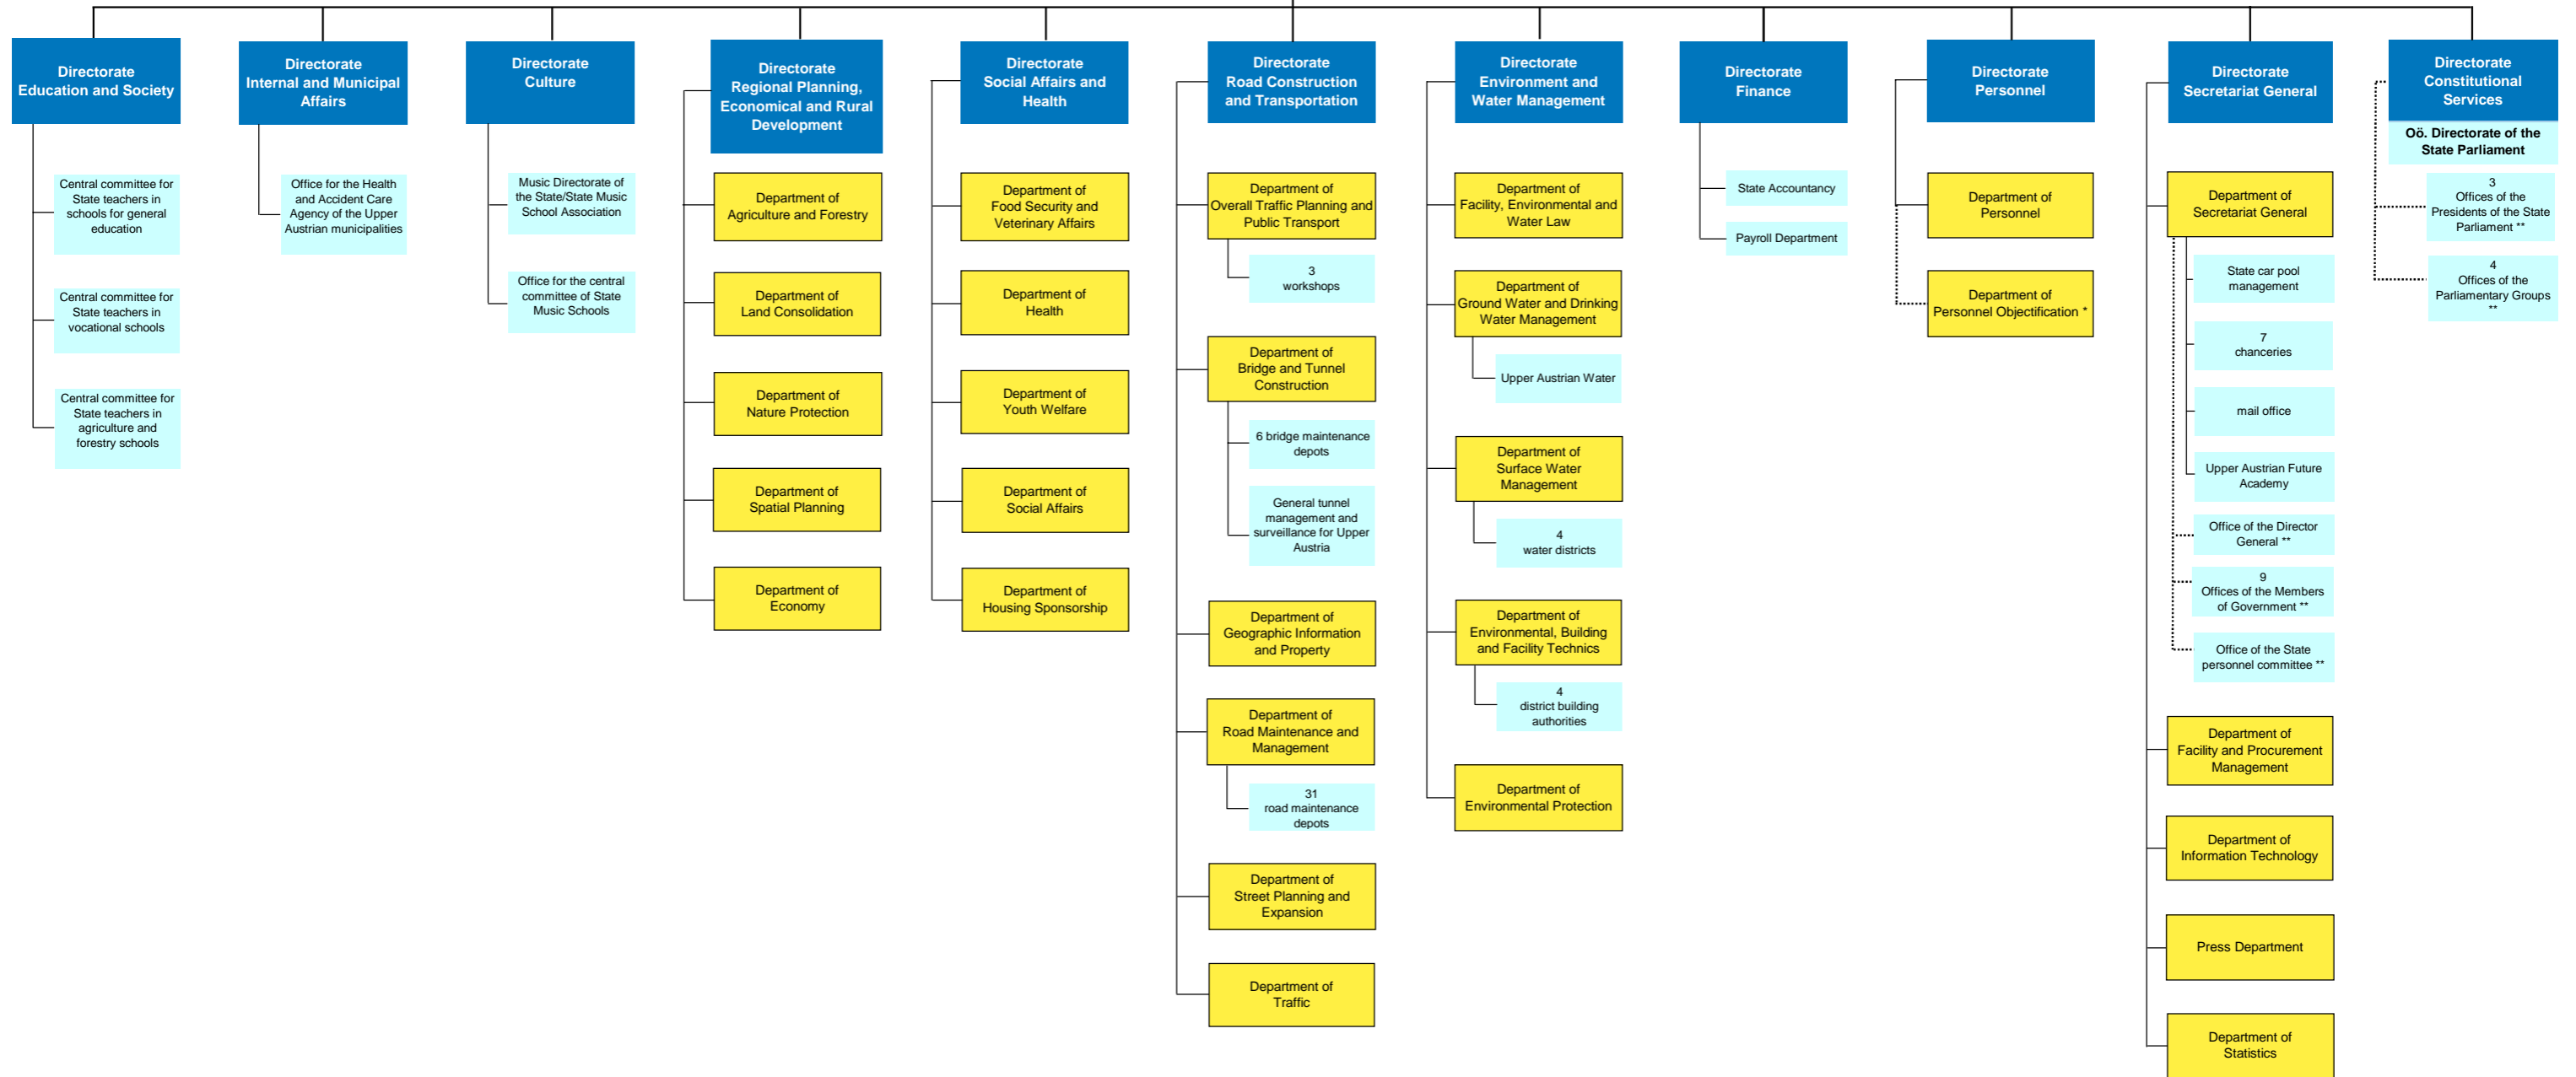 Directorate
Education and Society
Central committee for
State teachers in
schools for general
education
Central committee for
State teachers in
vocational schools
Central committee for
State teachers in
agriculture and
forestry schools
Directorate
Internal and Municipal
Affairs
Office for the Health
and Accident Care
Agency of the Upper
Austrian municipalities
Directorate
Culture
Music Directorate of
the State/State Music
School Association
Office for the central
committee of State
Music Schools
Directorate
Regional Planning,
Economical and Rural
Development
Department of
Agriculture and Forestry
Department of
Land Consolidation
Department of
Nature Protection
Department of
Spatial Planning
Department of
Economy
Directorate
Social Affairs and
Health
Department of
Food Security and
Veterinary Affairs
Department of
Health
Department of
Youth Welfare
Department of
Social Affairs
Department of
Housing Sponsorship
Directorate
Road Construction
and Transportation
Department of
Overall Traffic Planning and
Public Transport
3
workshops
Department of
Bridge and Tunnel
Construction
6 bridge maintenance
depots
General tunnel
management and
surveillance for Upper
Austria
Department of
Geographic Information
and Property
Department of
Road Maintenance and
Management
31
road maintenance
depots
Department of
Street Planning and
Expansion
Department of
Traffic
Directorate
Environment and
Water Management
Department of
Facility, Environmental and
Water Law
Department of
Ground Water and Drinking
Water Management
Upper Austrian Water
Department of
Surface Water
Management
4
water districts
Department of
Environmental, Building
and Facility Technics
4
district building
authorities
Department of
Environmental Protection
Directorate
Finance
State Accountancy
Payroll Department
Directorate
Personnel
Department of
Personnel
Department of
Personnel Objectification *
Directorate
Secretariat General
Department of
Secretariat General
State car pool
management
7
chanceries
mail office
Upper Austrian Future
Academy
Office of the Director
General **
9
Offices of the Members
of Government **
Office of the State
personnel committee **
Department of
Facility and Procurement
Management
Department of
Information Technology
Press Department
Department of
Statistics
Directorate
Constitutional
Services
Oö. Directorate of the
State Parliament
3
Offices of the
Presidents of the State
Parliament **
4
Offices of the
Parliamentary Groups
**